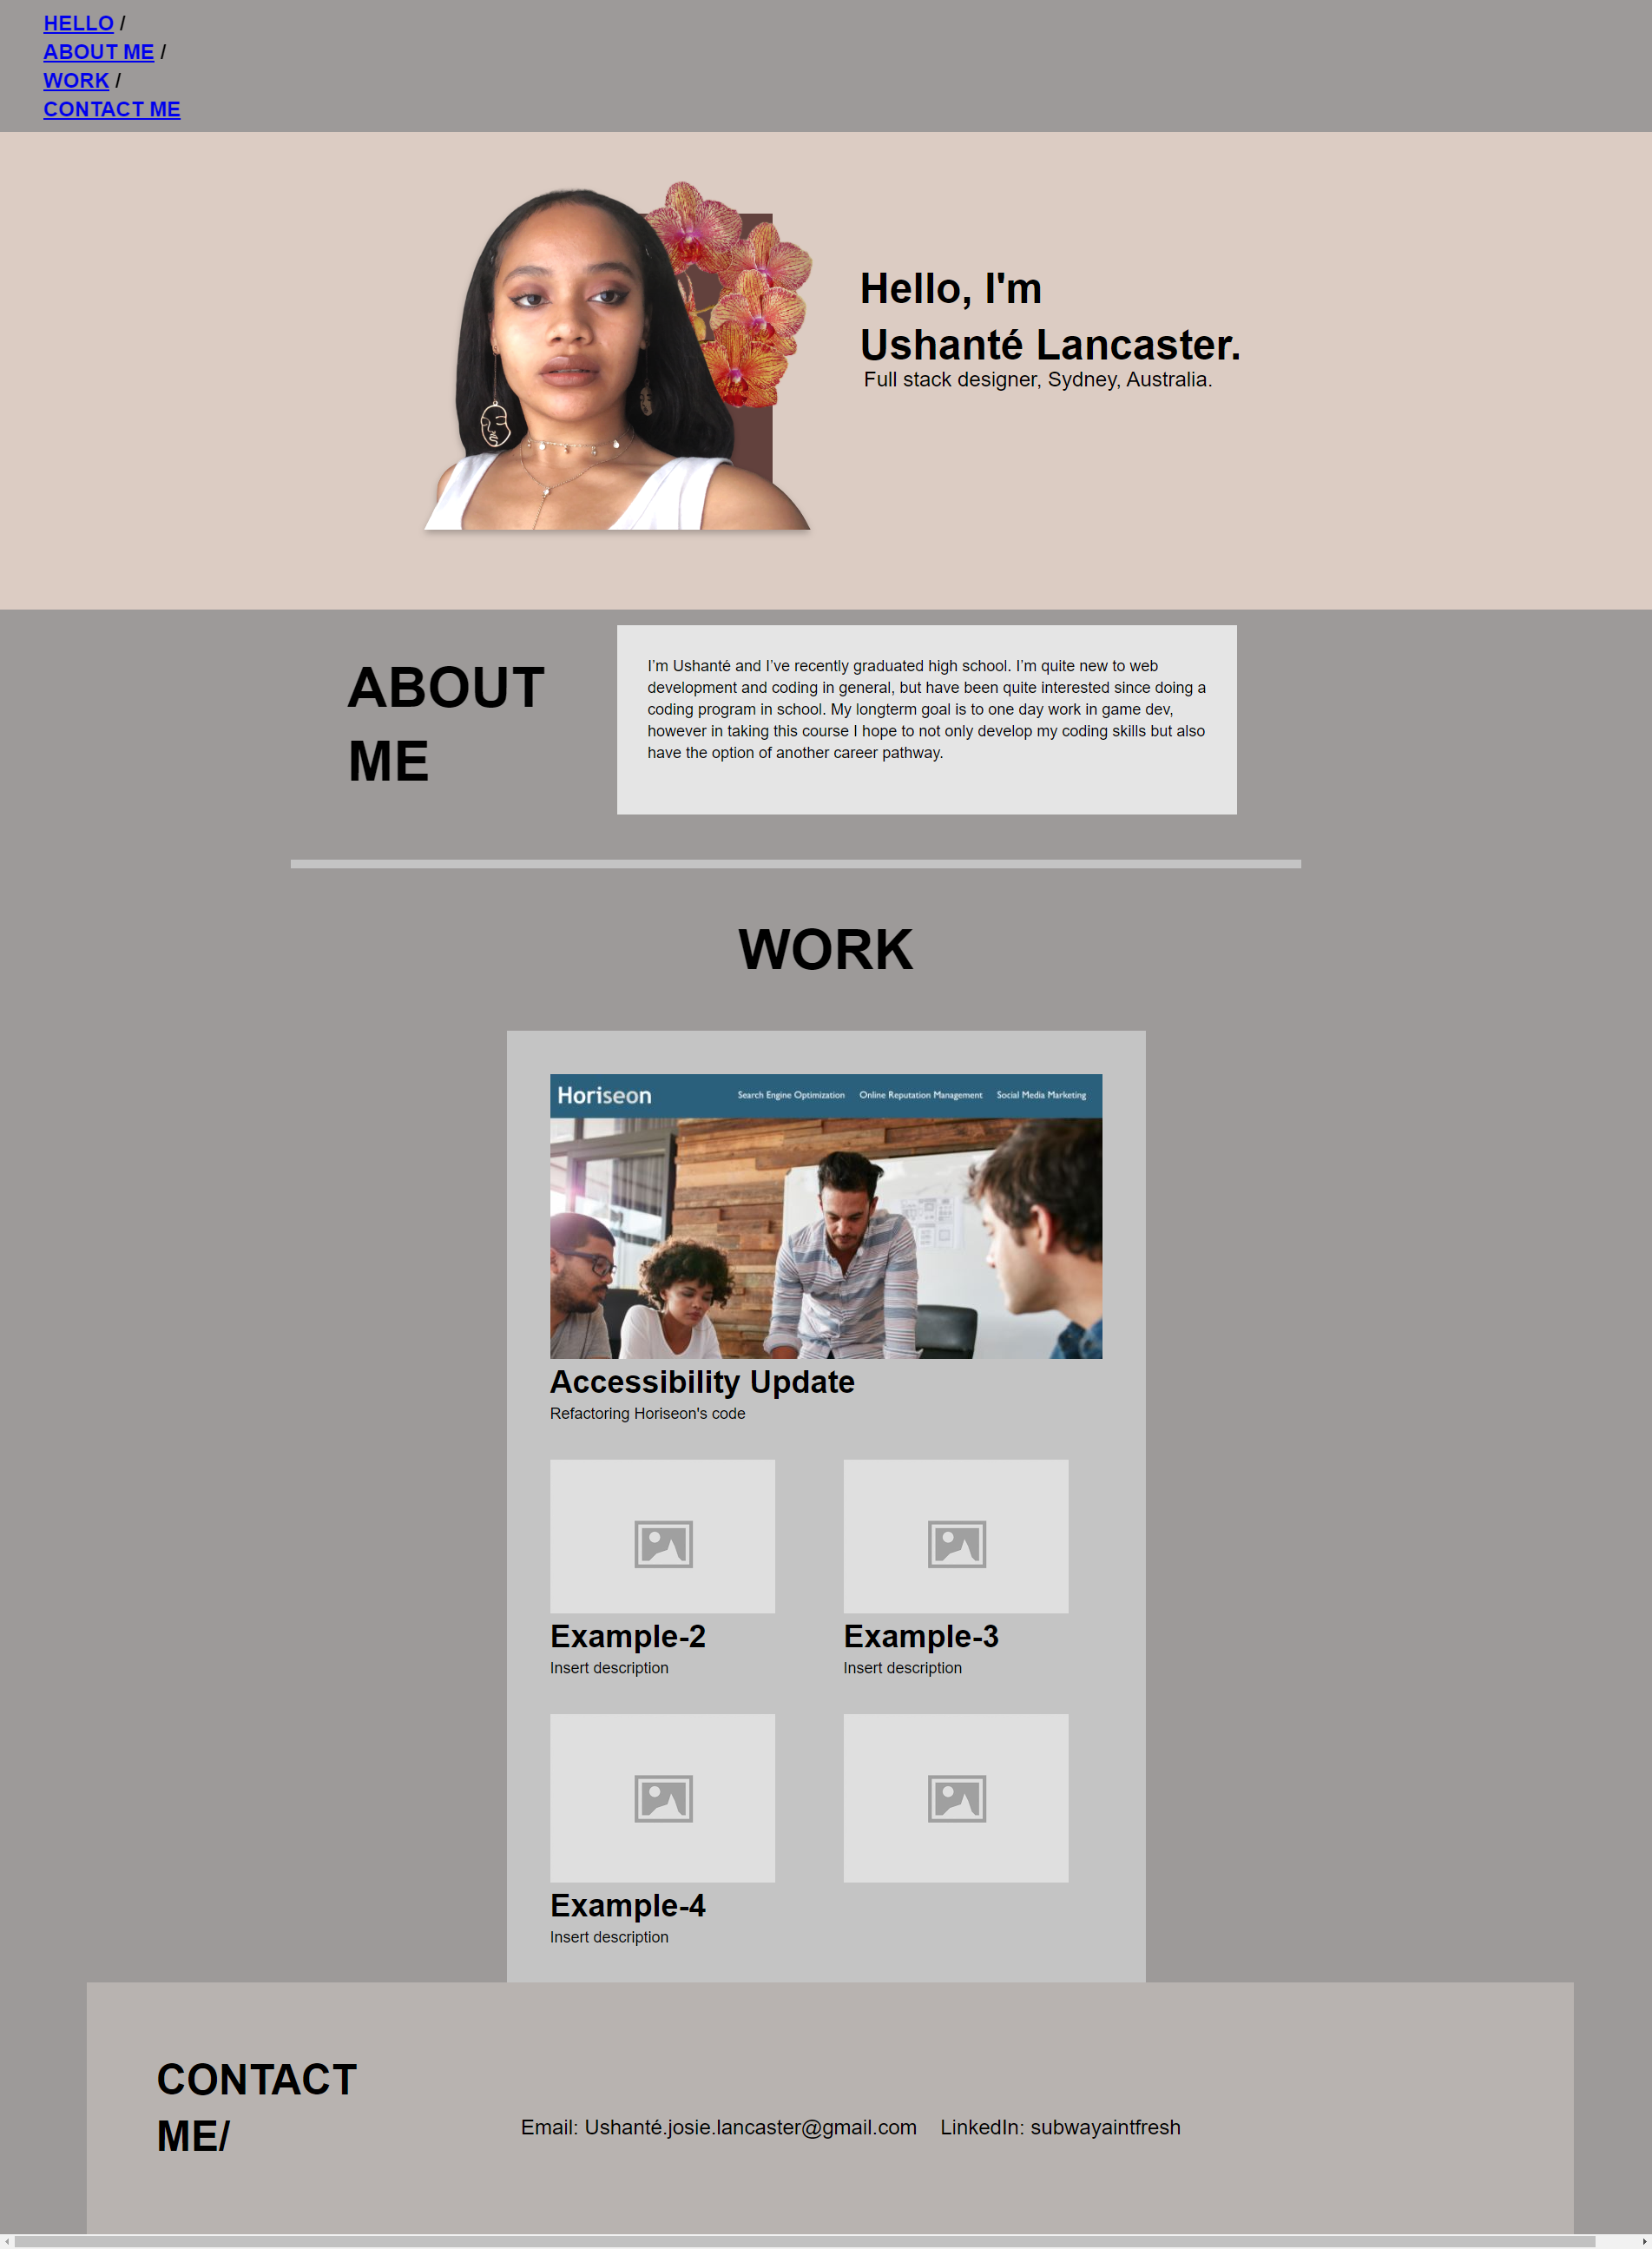 HELLO /
ABOUT ME /
WORK /
CONTACT ME
Hello, I'm
Ushanté Lancaster.
Full stack designer, Sydney, Australia.
ABOUT
ME
I’m Ushanté and I’ve recently graduated high school. I’m quite new to web
development and coding in general, but have been quite interested since doing a
coding program in school. My longterm goal is to one day work in game dev,
however in taking this course I hope to not only develop my coding skills but also
have the option of another career pathway.
WORK
Horiseon Search Engine Optimization Online Reputation Management Social Media Marketing
Accessibility Update
Refactoring Horiseon's code
Example-2 Example-3
Insert description Insert description
Example-4
Insert description
CONTACT
ME/
Email: Ushanté.josie.lancaster@gmail.com LinkedIn: subwayaintfresh